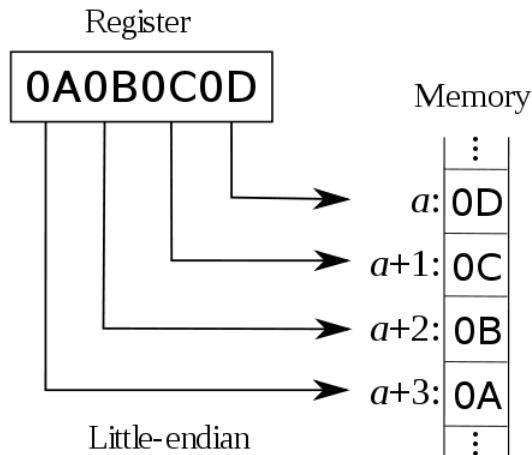 Register
0A0B0C0D
Memory
⋮
a: 0D
a+1: 0C
a+2: 0B
a+3: 0A
⋮
Little-endian